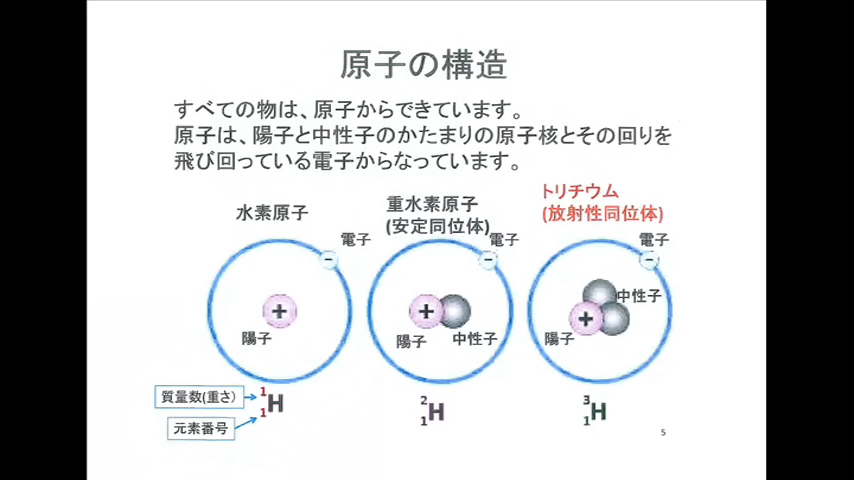 原子の構造
すべての物は、原子からできています。
原子は、陽子と中性子のかたまりの原子核とその回りを
飛び回っている電子からなっています。
水素原子
電子
+
−
陽子
重水素原子
(安定同位体)
電子
−
+
陽子
中性子
トリチウム
(放射性同位体)
電子
−
中性子
+
陽子
質量数(重さ)
元素番号
1
1
H
2
1
H
3
1
H
5